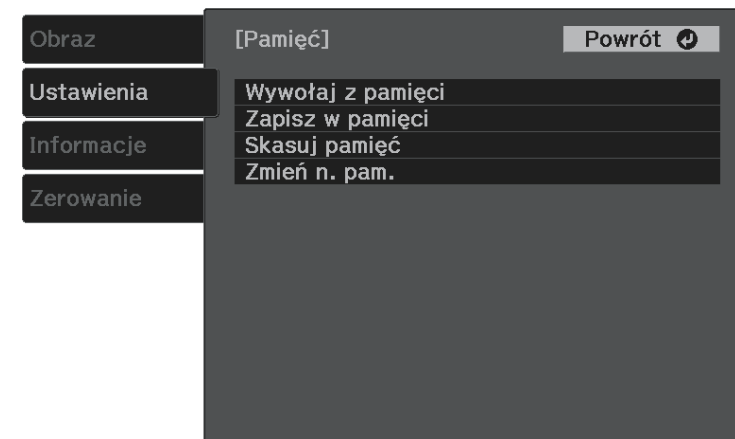 Obraz
Ustawienia
Informacje
Zerowanie
[Pamięć]
Powrót
Wywołaj z pamięci
Zapisz w pamięci
Skasuj pamięć
Zmień n. pam.